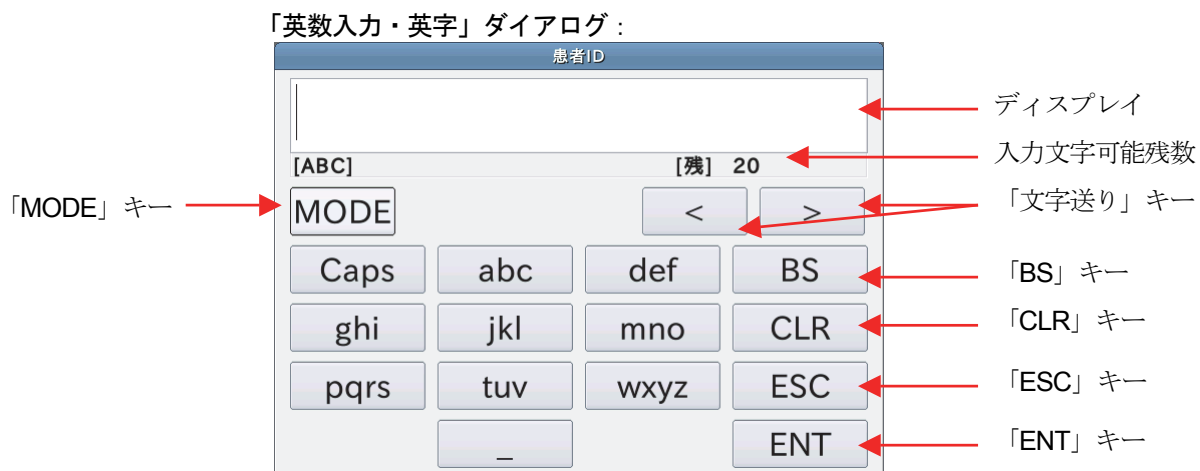 「英数入力・英字」ダイアログ：
患者ID
ディスプレイ
[ABC] [残] 20 入力文字可能残数
「MODE」キー MODE < > 「文字送り」キー
Caps abc def BS 「BS」キー
ghi jkl mno CLR 「CLR」キー
pqrs tuv wxyz ESC 「ESC」キー
_ ENT 「ENT」キー